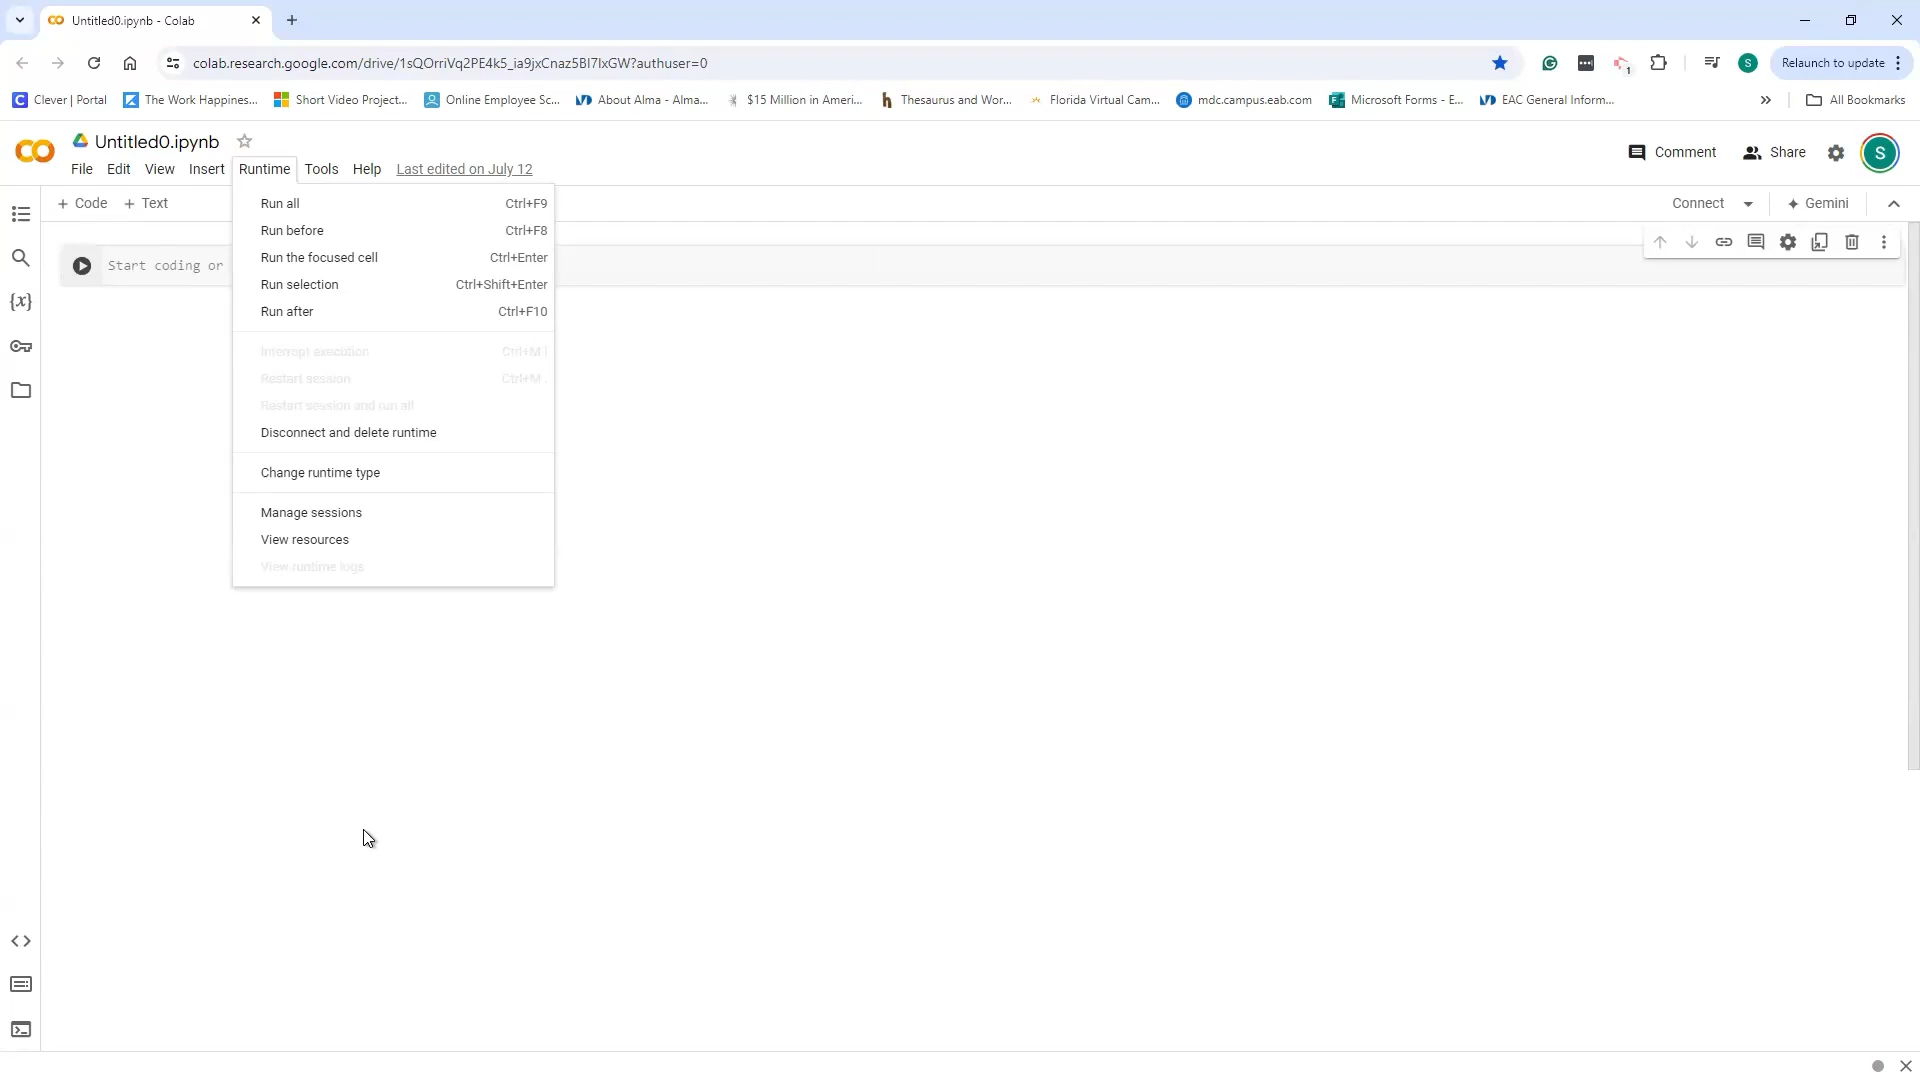 Untitled0.ipynb - Colab
colab.research.google.com/drive/1sQOrriVq2PE4k5_ia9jxCnaz5BI7IxGW?authuser=0
1
S
Relaunch to update
Clever | Portal
The Work Happines...
Short Video Project...
Online Employee Sc...
About Alma - Alma...
$15 Million in Ameri...
Thesaurus and Wor...
Florida Virtual Cam...
mdc.campus.eab.com
Microsoft Forms - E...
EAC General Inform...
All Bookmarks
Untitled0.ipynb
File Edit View Insert Runtime Tools Help Last edited on July 12
Comment
Share
S
+ Code + Text
Connect
Gemini
Run all Ctrl+F9
Run before Ctrl+F8
Run the focused cell Ctrl+Enter
Start coding or
Run selection Ctrl+Shift+Enter
Run after Ctrl+F10
{x}
Interrupt execution Ctrl+M I
Restart session Ctrl+M .
Restart session and run all
Disconnect and delete runtime
Change runtime type
Manage sessions
View resources
View runtime logs